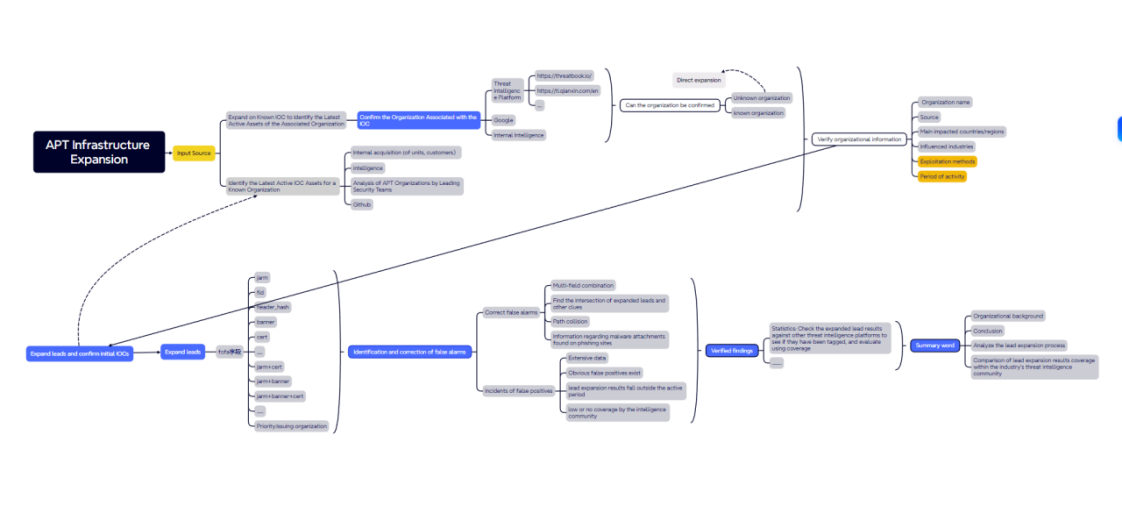 APT Infrastructure
Expansion
Input Source
Expand on Known IOC to Identify the Latest
Active Assets of the Associated Organization
Confirm the Organization Associated with the
IOC
Threat
Intelligenc
e Platform
https://threatbook.io/
https://ti.qianxin.com/en
...
Google
Internal Intelligence
Can the organization be confirmed
Direct expansion
Unknown organization
known organization
Verify organizational information
Organization name
Source
Main impacted countries/regions
Influenced industries
Exploitation methods
Period of activity
Identify the Latest Active IOC Assets for a
Known Organization
Internal acquisition (of units, customers)
intelligence
Analysis of APT Organizations by Leading
Security Teams
Github
Expand leads and confirm initial IOCs
Expand leads
fofa字段
jarm
fid
header_hash
banner
cert
...
jarm+cert
jarm+banner
jarm+banner+cert
......
Priority:issuing organization
Identification and correction of false alarms
Correct false alarms
Multi-field combination
Find the intersection of expanded leads and
other clues
Path collision
Information regarding malware attachments
found on phishing sites
Incidents of false positives
Extensive data
Obvious false positives exist
lead expansion results fall outside the active
period
low or no coverage by the intelligence
community
Verified findings
Statistics: Check the expanded lead results
against other threat intelligence platforms to
see if they have been tagged, and evaluate
using coverage
......
Summary word
Organizational background
Conclusion
Analyze the lead expansion process
Comparison of lead expansion results coverage
within the industry's threat intelligence
community